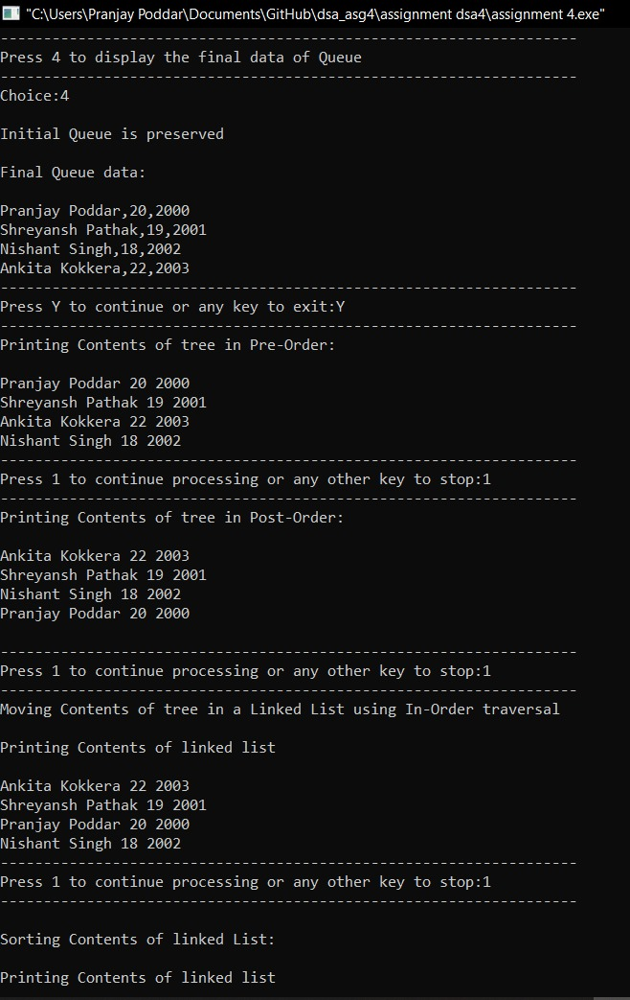 "C:\Users\Pranjay Poddar\Documents\GitHub\dsa_asg4\assignment dsa4\assignment 4.exe"
-------------------------------------------------------------------
Press 4 to display the final data of Queue
-------------------------------------------------------------------
Choice:4
Initial Queue is preserved
Final Queue data:
Pranjay Poddar,20,2000
Shreyansh Pathak,19,2001
Nishant Singh,18,2002
Ankita Kokkera,22,2003
-------------------------------------------------------------------
Press Y to continue or any key to exit:Y
-------------------------------------------------------------------
Printing Contents of tree in Pre-Order:
Pranjay Poddar 20 2000
Shreyansh Pathak 19 2001
Ankita Kokkera 22 2003
Nishant Singh 18 2002
-------------------------------------------------------------------
Press 1 to continue processing or any other key to stop:1
-------------------------------------------------------------------
Printing Contents of tree in Post-Order:
Ankita Kokkera 22 2003
Shreyansh Pathak 19 2001
Nishant Singh 18 2002
Pranjay Poddar 20 2000
-------------------------------------------------------------------
Press 1 to continue processing or any other key to stop:1
-------------------------------------------------------------------
Moving Contents of tree in a Linked List using In-Order traversal
Printing Contents of linked list
Ankita Kokkera 22 2003
Shreyansh Pathak 19 2001
Pranjay Poddar 20 2000
Nishant Singh 18 2002
-------------------------------------------------------------------
Press 1 to continue processing or any other key to stop:1
-------------------------------------------------------------------
Sorting Contents of linked List:
Printing Contents of linked list